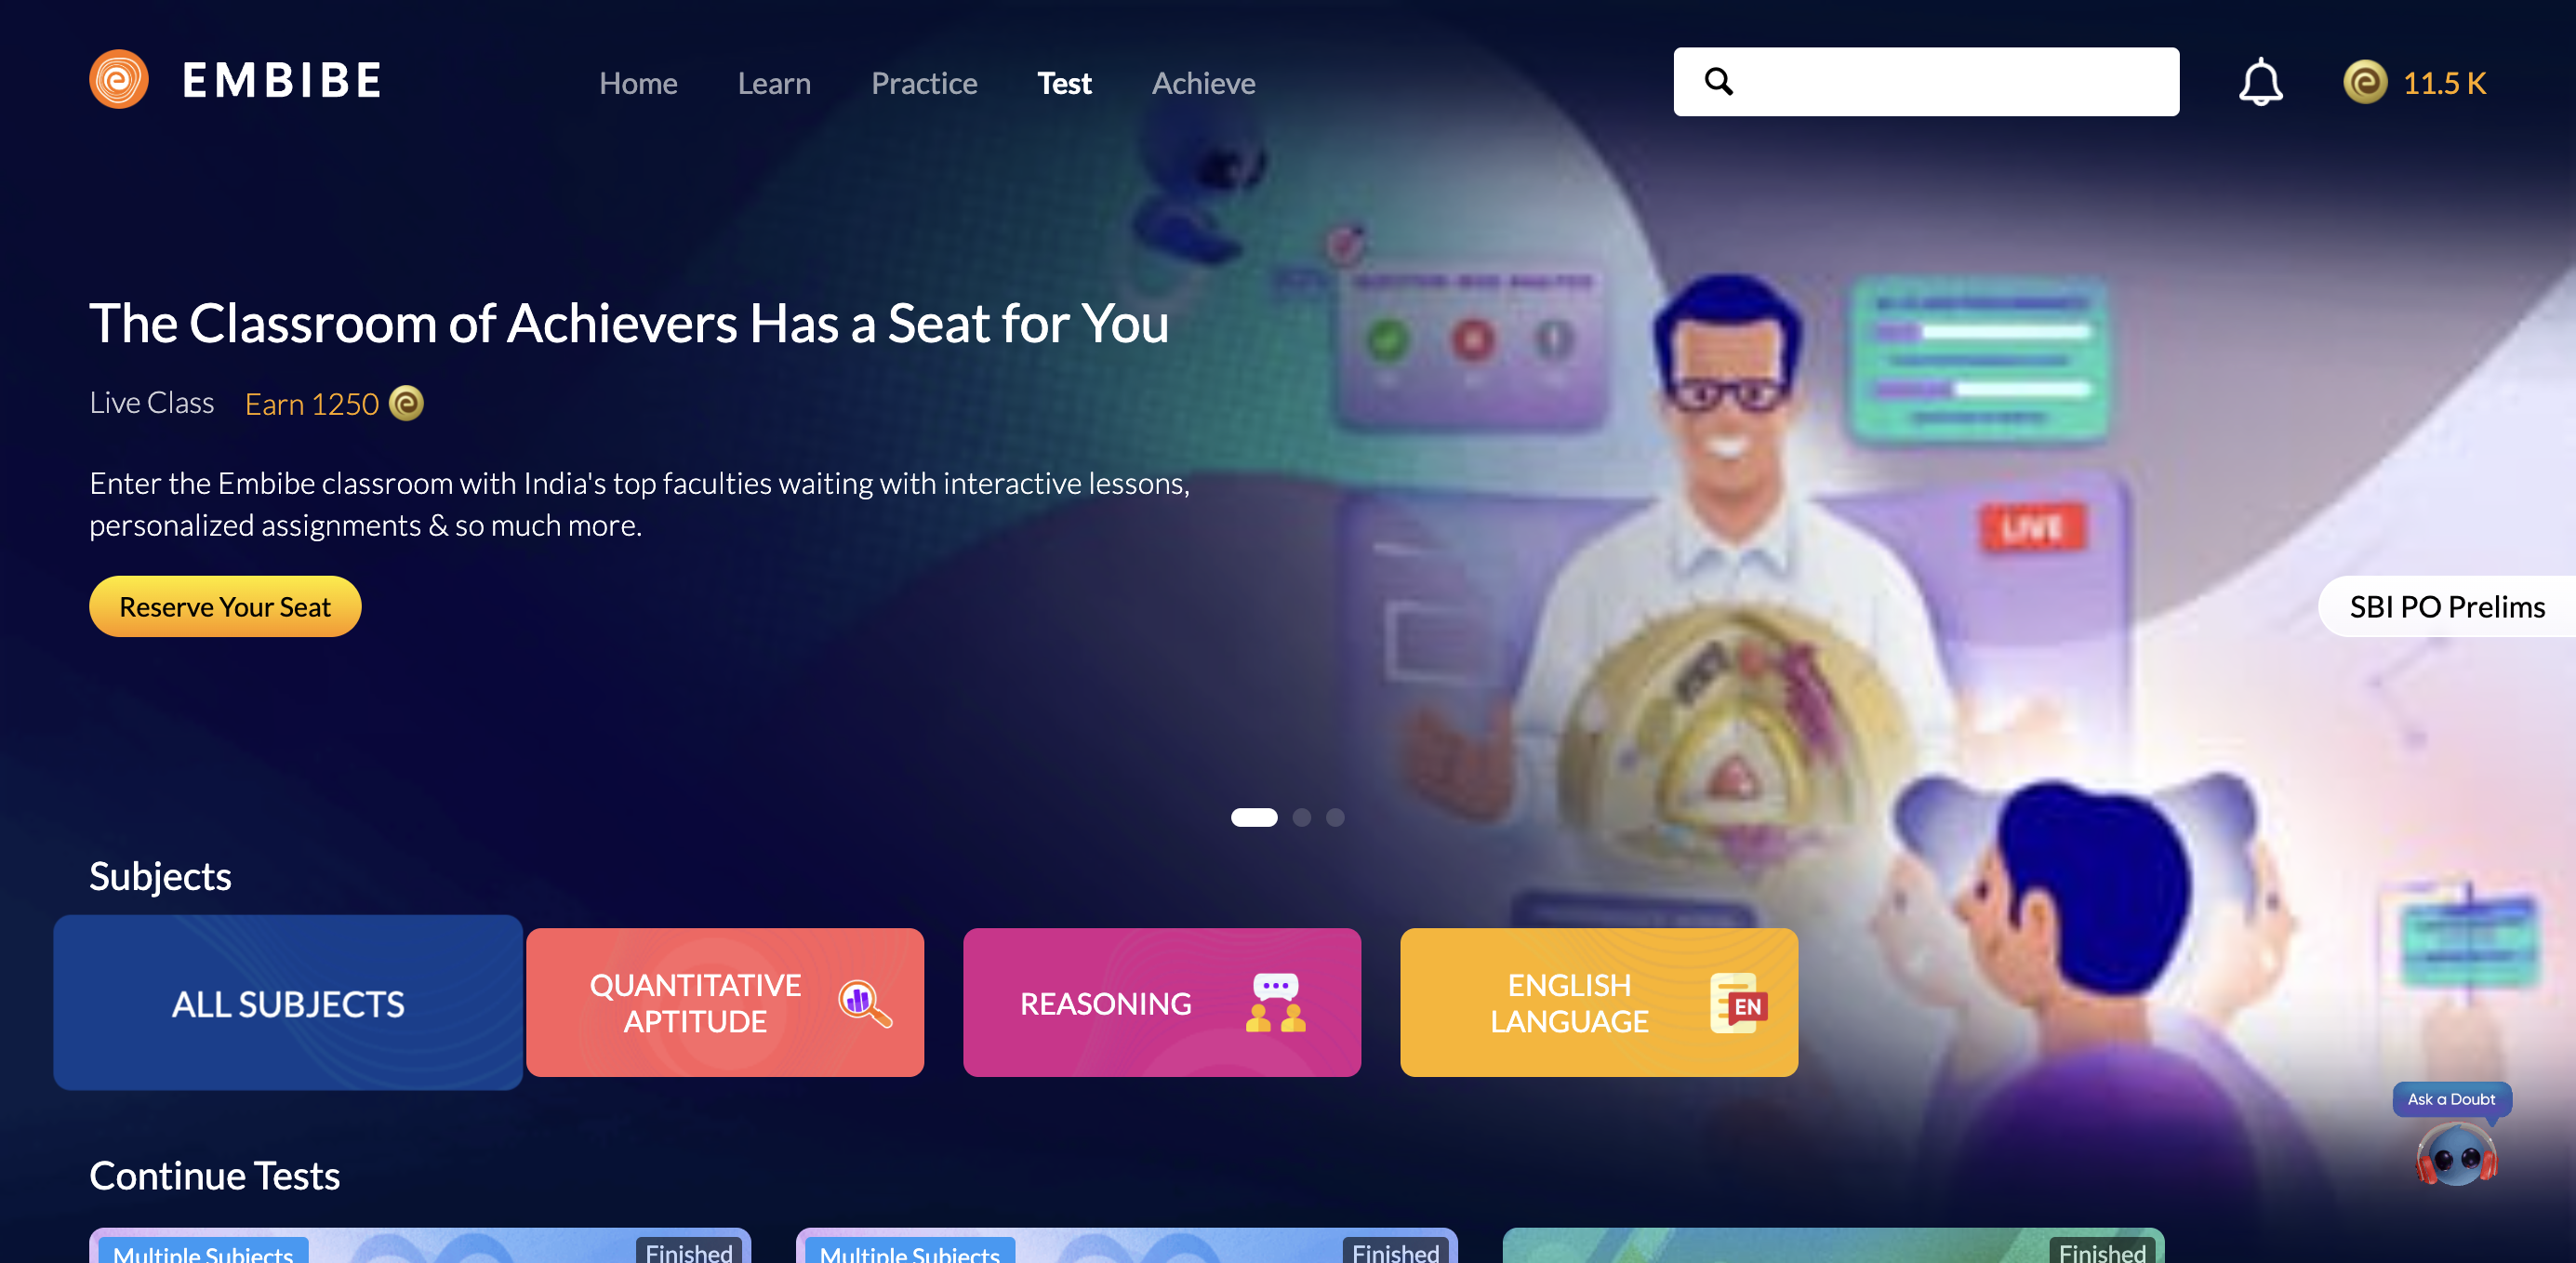 EMBIBE
Home
Learn
Practice
Test
Achieve
11.5 K
The Classroom of Achievers Has a Seat for You
Live Class
Earn 1250
Enter the Embibe classroom with India's top faculties waiting with interactive lessons,
personalized assignments & so much more.
LIVE
Reserve Your Seat
SBI PO Prelims
Subjects
ALL SUBJECTS
QUANTITATIVE
APTITUDE
REASONING
ENGLISH
LANGUAGE
EN
Ask a Doubt
Continue Tests
Multiple Subjects
Finished
Multiple Subjects
Finished
Finished